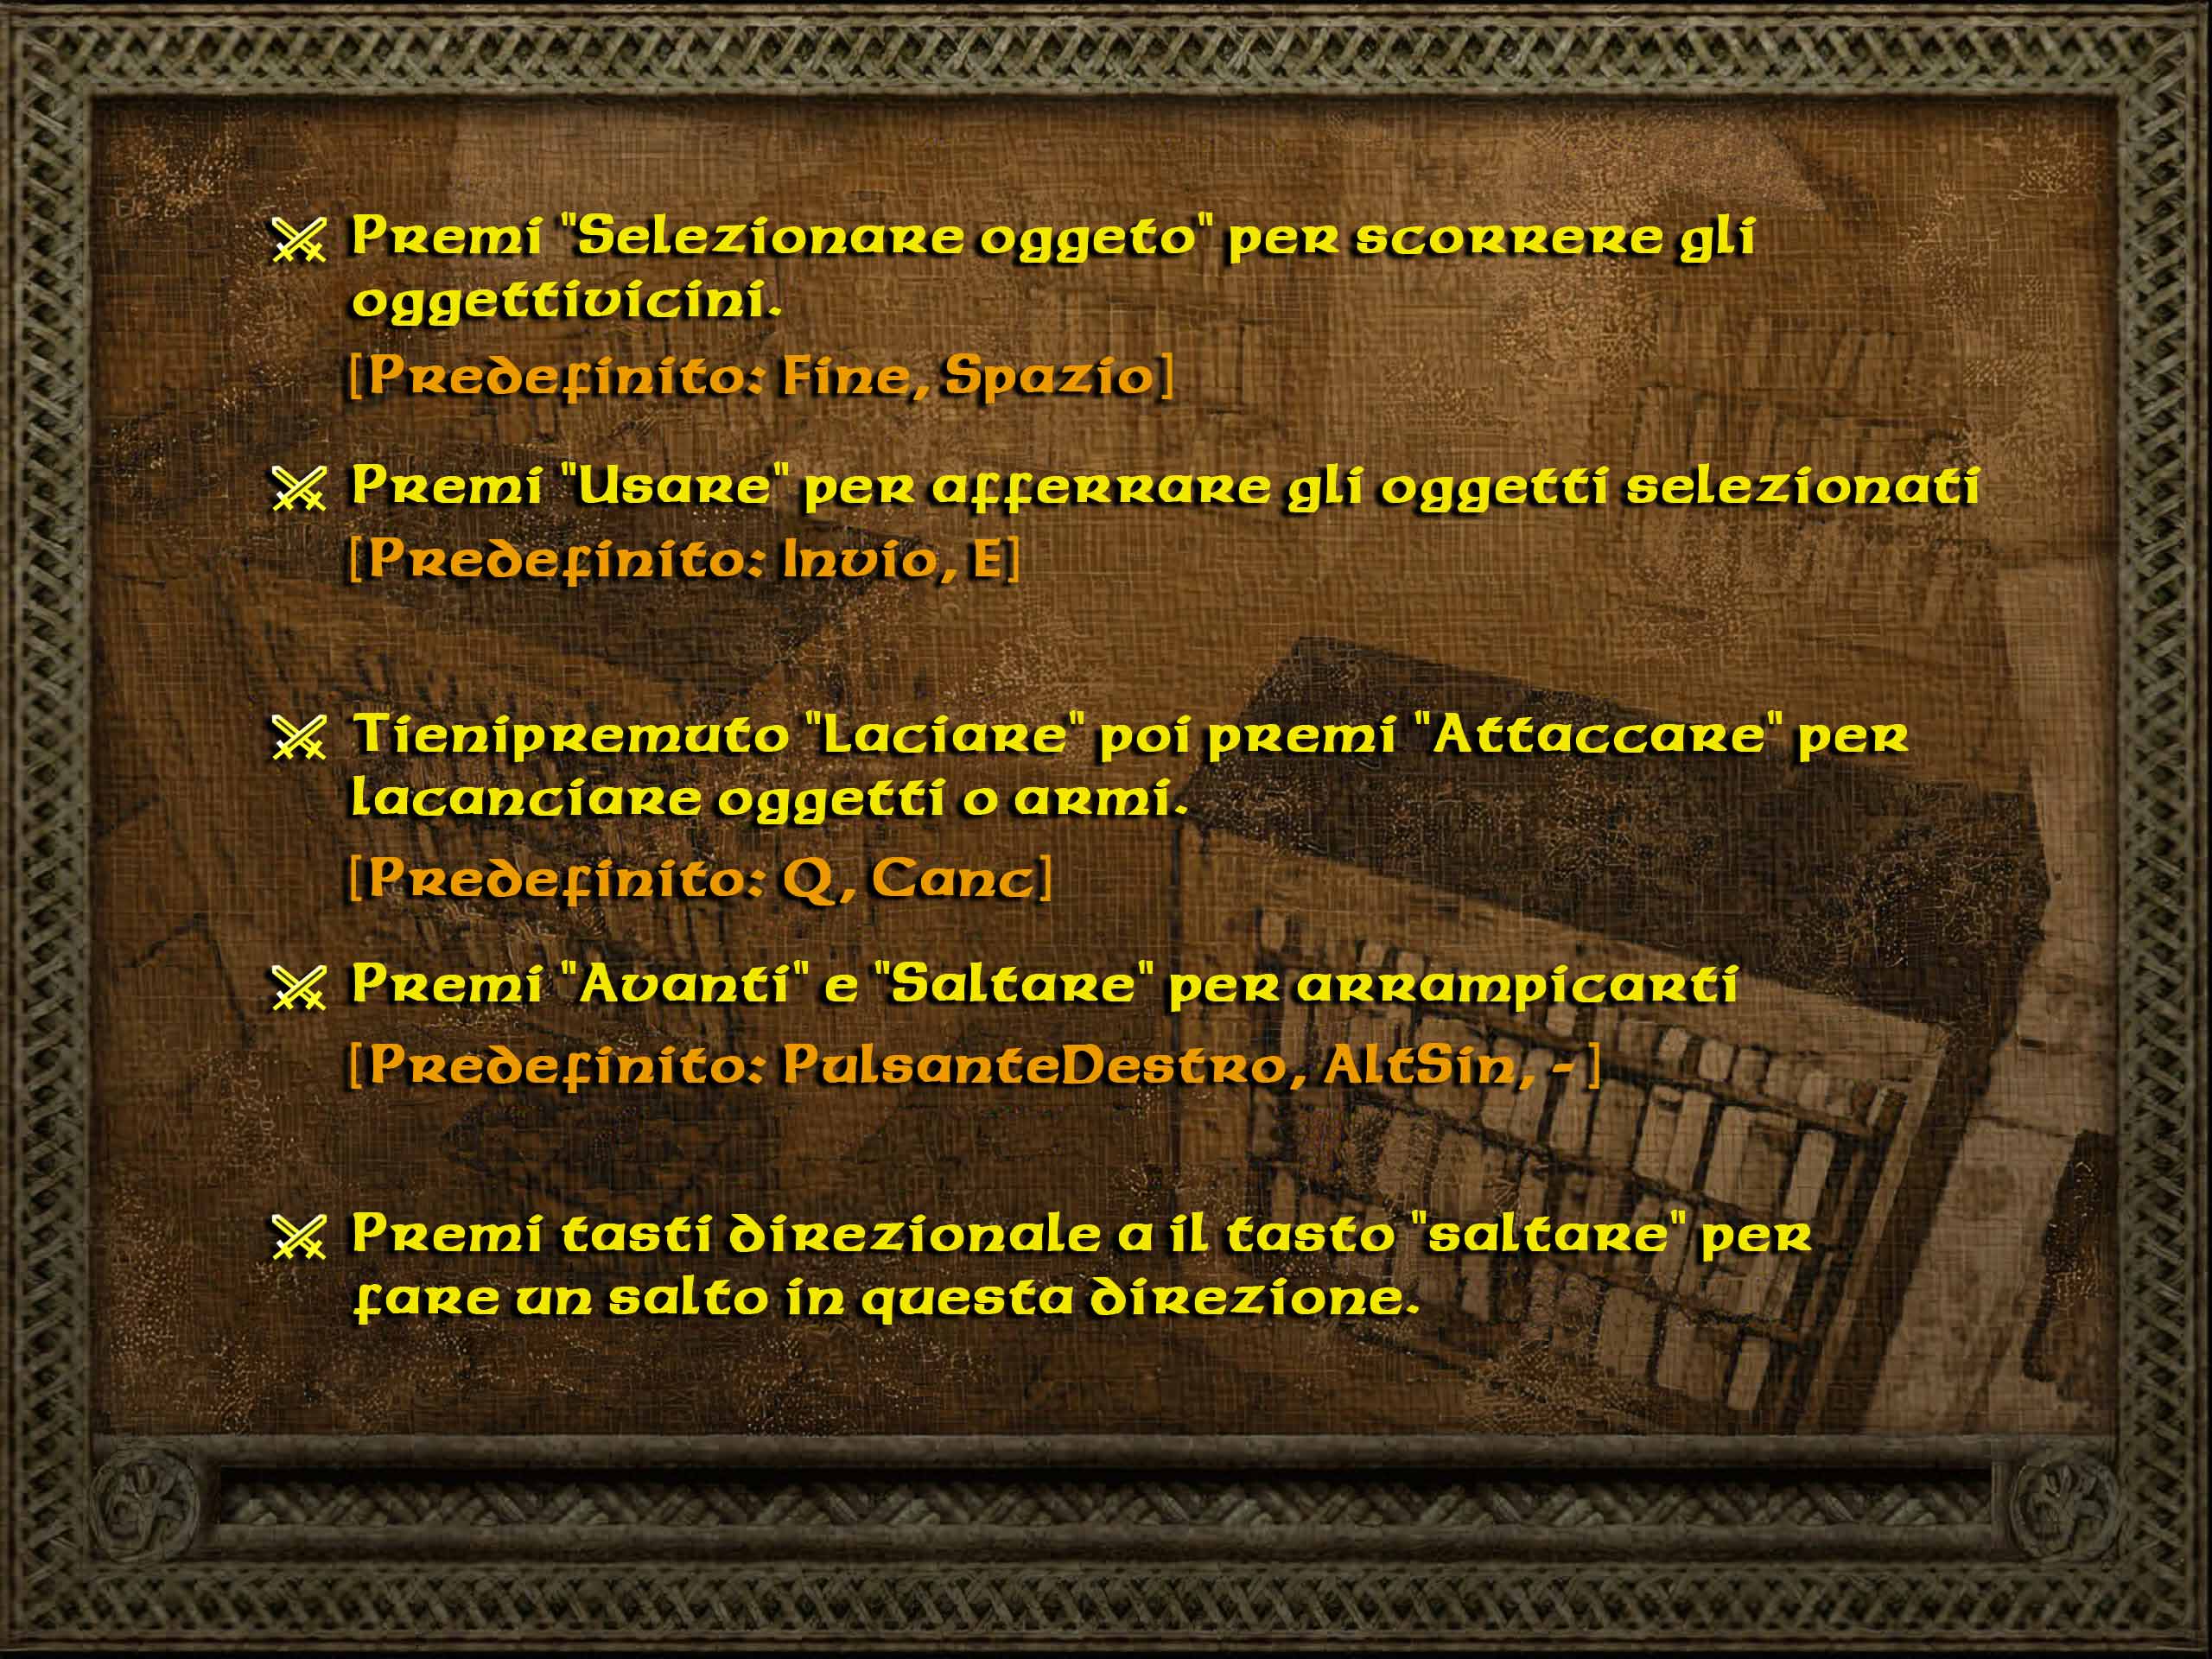 Premi "Selezionare oggeto" per scorrere gli
oggettivicini.
[Predefinito: Fine, Spazio]
Premi "Usare" per afferrare gli oggetti selezionati
[Predefinito: Invio, E]
Tienipremuto "Laciare" poi premi "Attaccare" per
lacanciare oggetti o armi.
[Predefinito: Q, Canc]
Premi "Avanti" e "Saltare" per arrampicarti
[Predefinito: PulsanteDestro, AltSin, - ]
Premi tasti direzionale a il tasto "saltare" per
fare un salto in questa direzione.